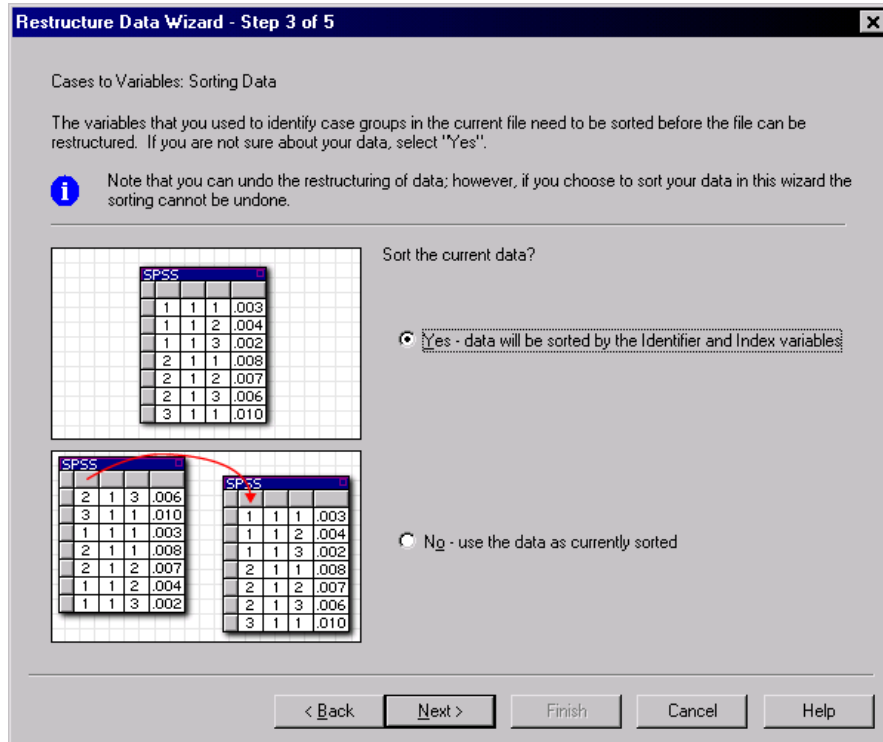 Restructure Data Wizard - Step 3 of 5
Cases to Variables: Sorting Data
The variables that you used to identify case groups in the current file need to be sorted before the file can be
restructured. If you are not sure about your data, select "Yes".
Note that you can undo the restructuring of data; however, if you choose to sort your data in this wizard the
sorting cannot be undone.
Sort the current data?
SPSS
1 1 1 .003
1 1 2 .004
1 1 3 .002
2 1 1 .008
2 1 2 .007
2 1 3 .006
3 1 1 .010
Yes - data will be sorted by the Identifier and Index variables
SPSS
2 1 3 .006
3 1 1 .010
1 1 1 .003
2 1 1 .008
2 1 2 .007
1 1 2 .004
1 1 3 .002
SPSS
1 1 1 .003
1 1 2 .004
1 1 3 .002
2 1 1 .008
2 1 2 .007
2 1 3 .006
3 1 1 .010
No - use the data as currently sorted
< Back Next > Finish Cancel Help